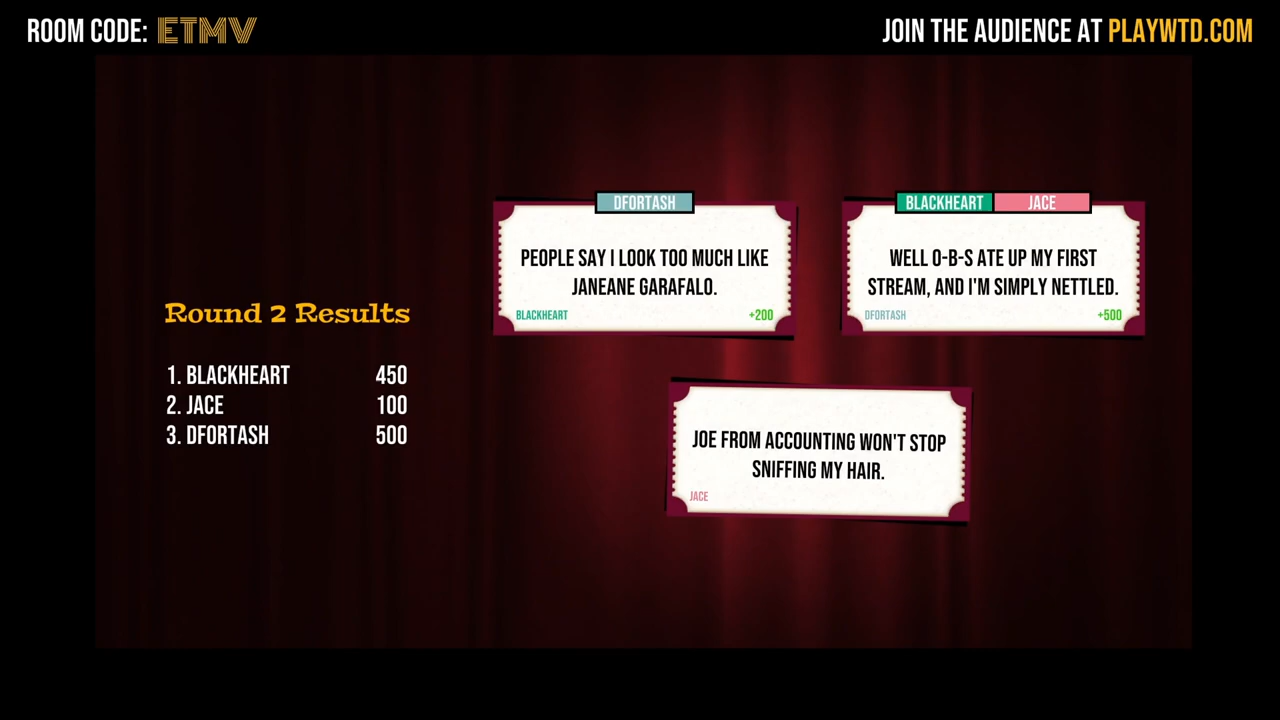 ROOM CODE: ETMV
JOIN THE AUDIENCE AT PLAYWTD.COM
Round 2 Results
1. BLACKHEART 450
2. JACE 100
3. DFORTASH 500
DFORTASH
PEOPLE SAY I LOOK TOO MUCH LIKE
JANEANE GARAFALO.
BLACKHEART +200
BLACKHEART JACE
WELL O-B-S ATE UP MY FIRST
STREAM, AND I'M SIMPLY NETTLED.
DFORTASH +500
JOE FROM ACCOUNTING WON'T STOP
SNIFFING MY HAIR.
JACE